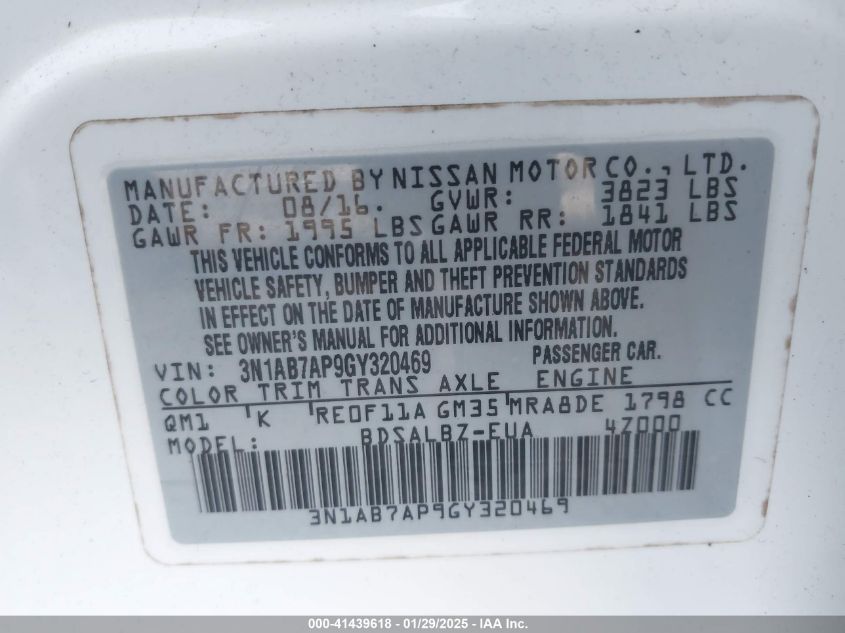 MANUFACTURED BY NISSAN MOTOR CO., LTD.
DATE: 08/16. GVWR: 3823 LBS
GAWR FR: 1995 LBS GAWR RR: 1841 LBS
THIS VEHICLE CONFORMS TO ALL APPLICABLE FEDERAL MOTOR
VEHICLE SAFETY, BUMPER AND THEFT PREVENTION STANDARDS
IN EFFECT ON THE DATE OF MANUFACTURE SHOWN ABOVE.
SEE OWNER'S MANUAL FOR ADDITIONAL INFORMATION.
VIN: 3N1AB7AP9GY320469 PASSENGER CAR.
COLOR TRIM TRANS AXLE ENGINE
QM1 K RE0F11A GM35 MRA8DE 1798 CC
MODEL: BDSALBZ-EUA 4Z000
3N1AB7AP9GY320469
000-41439618 - 01/29/2025 - IAA Inc.